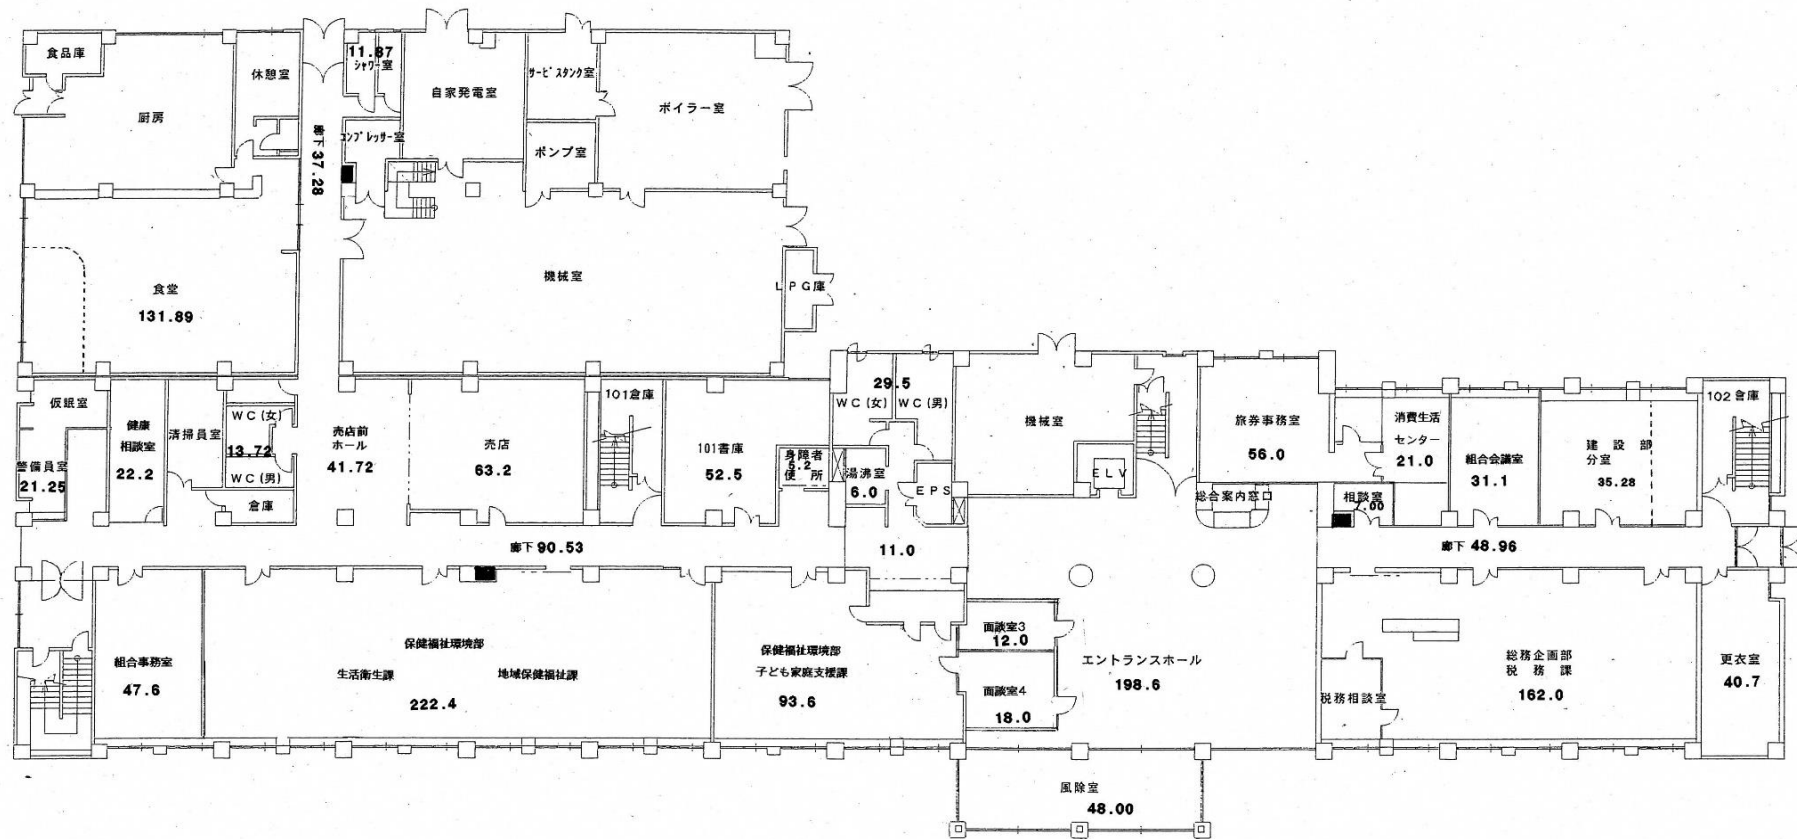 食品庫
厨房
休憩室
11.87
シャワー室
自家発電室
サービスタンク室
ボイラー室
コンプレッサー室
ポンプ室
廊下 37.28
食堂
131.89
機械室
LPG庫
仮眠室
警備員室
21.25
健康
相談室
22.2
清掃員室
WC(女)
13.72
WC(男)
倉庫
売店前
ホール
41.72
売店
63.2
101倉庫
101書庫
52.5
身障者
5.2
便 所
29.5
WC(女)
WC(男)
湯沸室
6.0
EPS
機械室
ELV
旅券事務室
56.0
総合案内窓口
消費生活
センター
21.0
相談室
7.00
組合会議室
31.1
建 設 部
分室
35.28
102倉庫
廊下 90.53
11.0
廊下 48.96
組合事務室
47.6
保健福祉環境部
生活衛生課
地域保健福祉課
222.4
保健福祉環境部
子ども家庭支援課
93.6
面談室3
12.0
面談室4
18.0
エントランスホール
198.6
税務相談室
総務企画部
税 務 課
162.0
更衣室
40.7
風除室
48.00